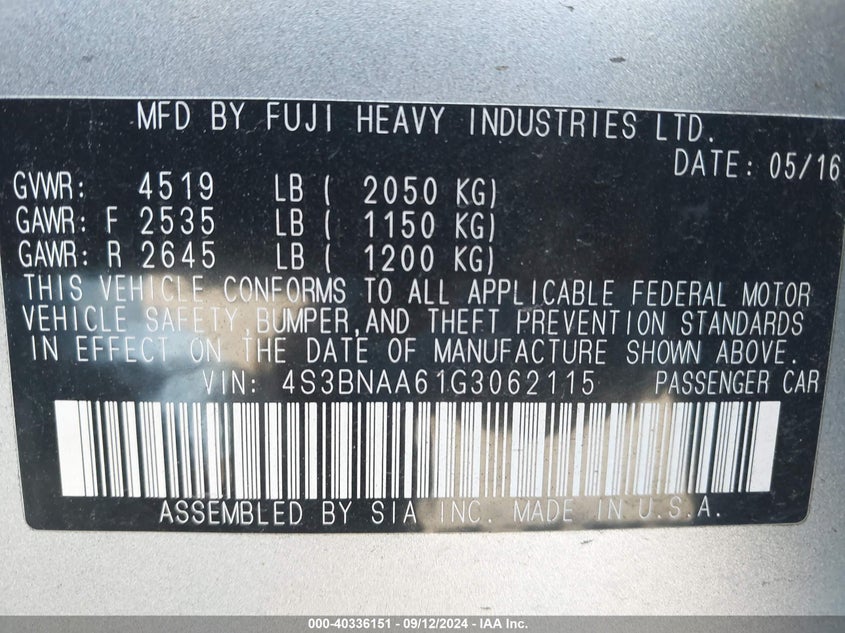 MFD BY FUJI HEAVY INDUSTRIES LTD.
DATE: 05/16
GVWR: 4519 LB ( 2050 KG)
GAWR: F 2535 LB ( 1150 KG)
GAWR: R 2645 LB ( 1200 KG)
THIS VEHICLE CONFORMS TO ALL APPLICABLE FEDERAL MOTOR
VEHICLE SAFETY,BUMPER,AND THEFT PREVENTION STANDARDS
IN EFFECT ON THE DATE OF MANUFACTURE SHOWN ABOVE.
VIN: 4S3BNAA61G3062115 PASSENGER CAR
ASSEMBLED BY SIA INC. MADE IN U.S.A.
000-40336151 - 09/12/2024 - IAA Inc.